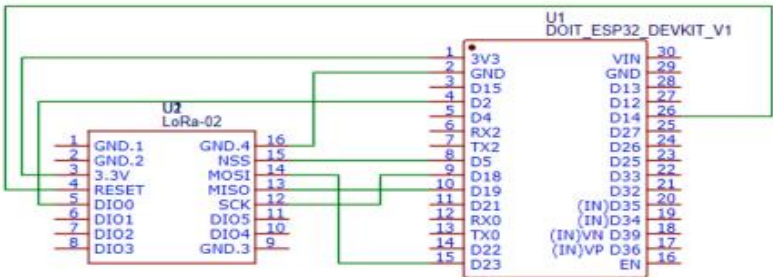 U1
DOIT_ESP32_DEVKIT_V1
1 3V3 VIN 30
2 GND GND 29
3 D15 D13 28
4 D2 D12 27
5 D4 D14 26
6 RX2 D27 25
7 TX2 D26 24
8 D5 D25 23
9 D18 D33 22
10 D19 D32 21
11 D21 (IN)D35 20
12 RX0 (IN)D34 19
13 TX0 (IN)VN D39 18
14 D22 (IN)VP D36 17
15 D23 EN 16
LoRa-02
1 GND.1 GND.4 16
2 GND.2 NSS 15
3 3.3V MOSI 14
4 RESET MISO 13
5 DIO0 SCK 12
6 DIO1 DIO5 11
7 DIO2 DIO4 10
8 DIO3 GND.3 9